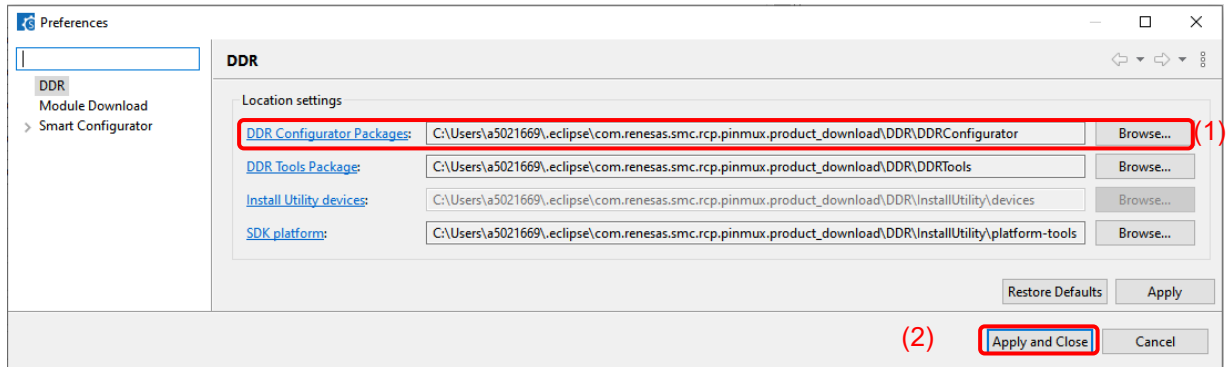 Preferences
DDR
DDR
Module Download
Smart Configurator
Location settings
DDR Configurator Packages: C:\Users\a5021669\.eclipse\com.renesas.smc.rcp.pinmux.product_download\DDR\DDRConfigurator Browse... (1)
DDR Tools Package: C:\Users\a5021669\.eclipse\com.renesas.smc.rcp.pinmux.product_download\DDR\DDRTools Browse...
Install Utility devices: C:\Users\a5021669\.eclipse\com.renesas.smc.rcp.pinmux.product_download\DDR\InstallUtility\devices Browse...
SDK platform: C:\Users\a5021669\.eclipse\com.renesas.smc.rcp.pinmux.product_download\DDR\InstallUtility\platform-tools Browse...
Restore Defaults Apply
(2) Apply and Close Cancel